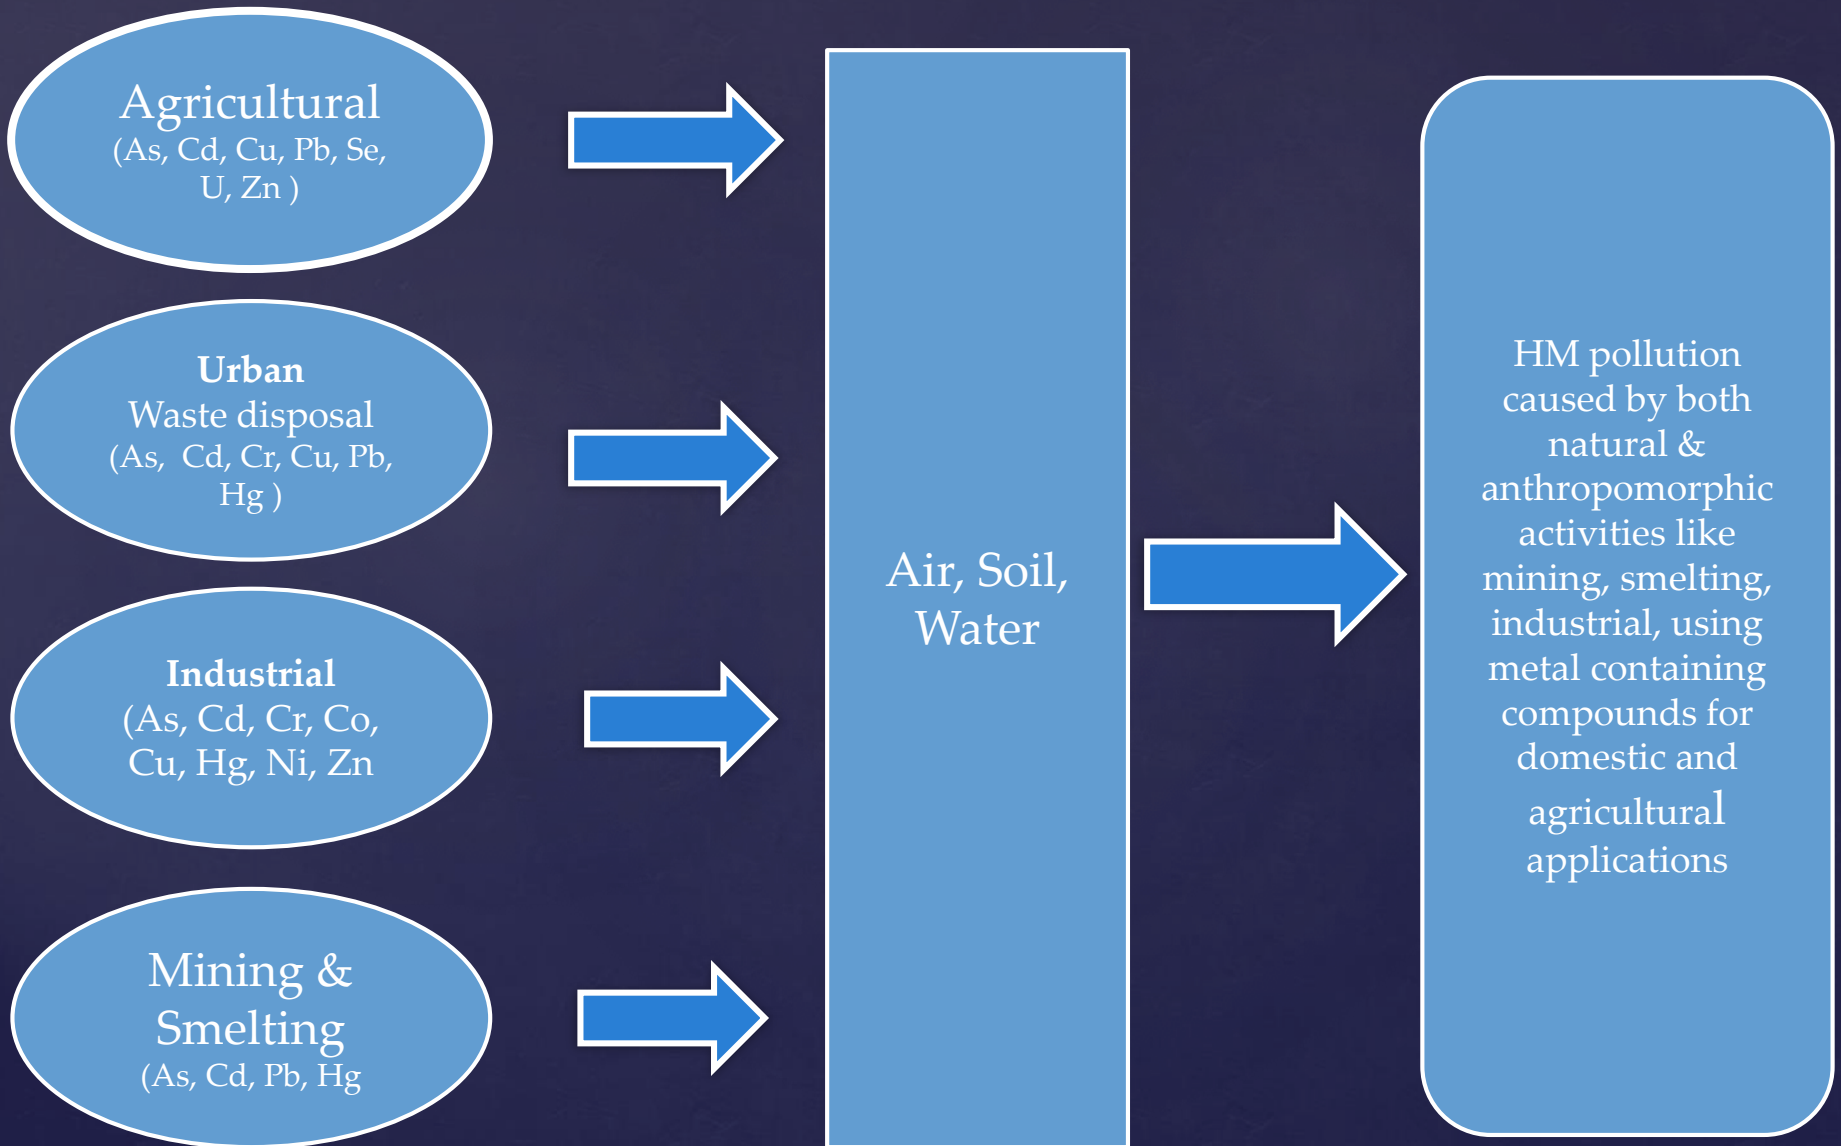 Agricultural
(As, Cd, Cu, Pb, Se,
U, Zn )
Urban
Waste disposal
(As,  Cd, Cr, Cu, Pb,
Hg )
Industrial
(As, Cd, Cr, Co,
Cu, Hg, Ni, Zn
Mining &
Smelting
(As, Cd, Pb, Hg
Air, Soil,
Water
HM pollution
caused by both
natural &
anthropomorphic
activities like
mining, smelting,
industrial, using
metal containing
compounds for
domestic and
agricultural
applications